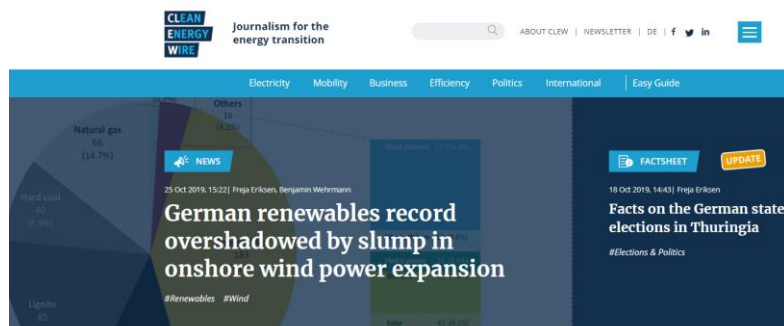 CLEAN
ENERGY
WIRE
Journalism for the
energy transition
ABOUT CLEW | NEWSLETTER | DE | f in
Electricity Mobility Business Efficiency Politics International Easy Guide
Others
16
Natural gas
66
(14.7%)
Hard coal
40
Lignite
85
NEWS
25 Oct 2019, 15:22| Freja Eriksen, Benjamin Wehrmann
German renewables record
overshadowed by slump in
onshore wind power expansion
#Renewables #Wind
FACTSHEET
UPDATE
18 Oct 2019, 14:43| Freja Eriksen
Facts on the German state
elections in Thuringia
#Elections & Politics